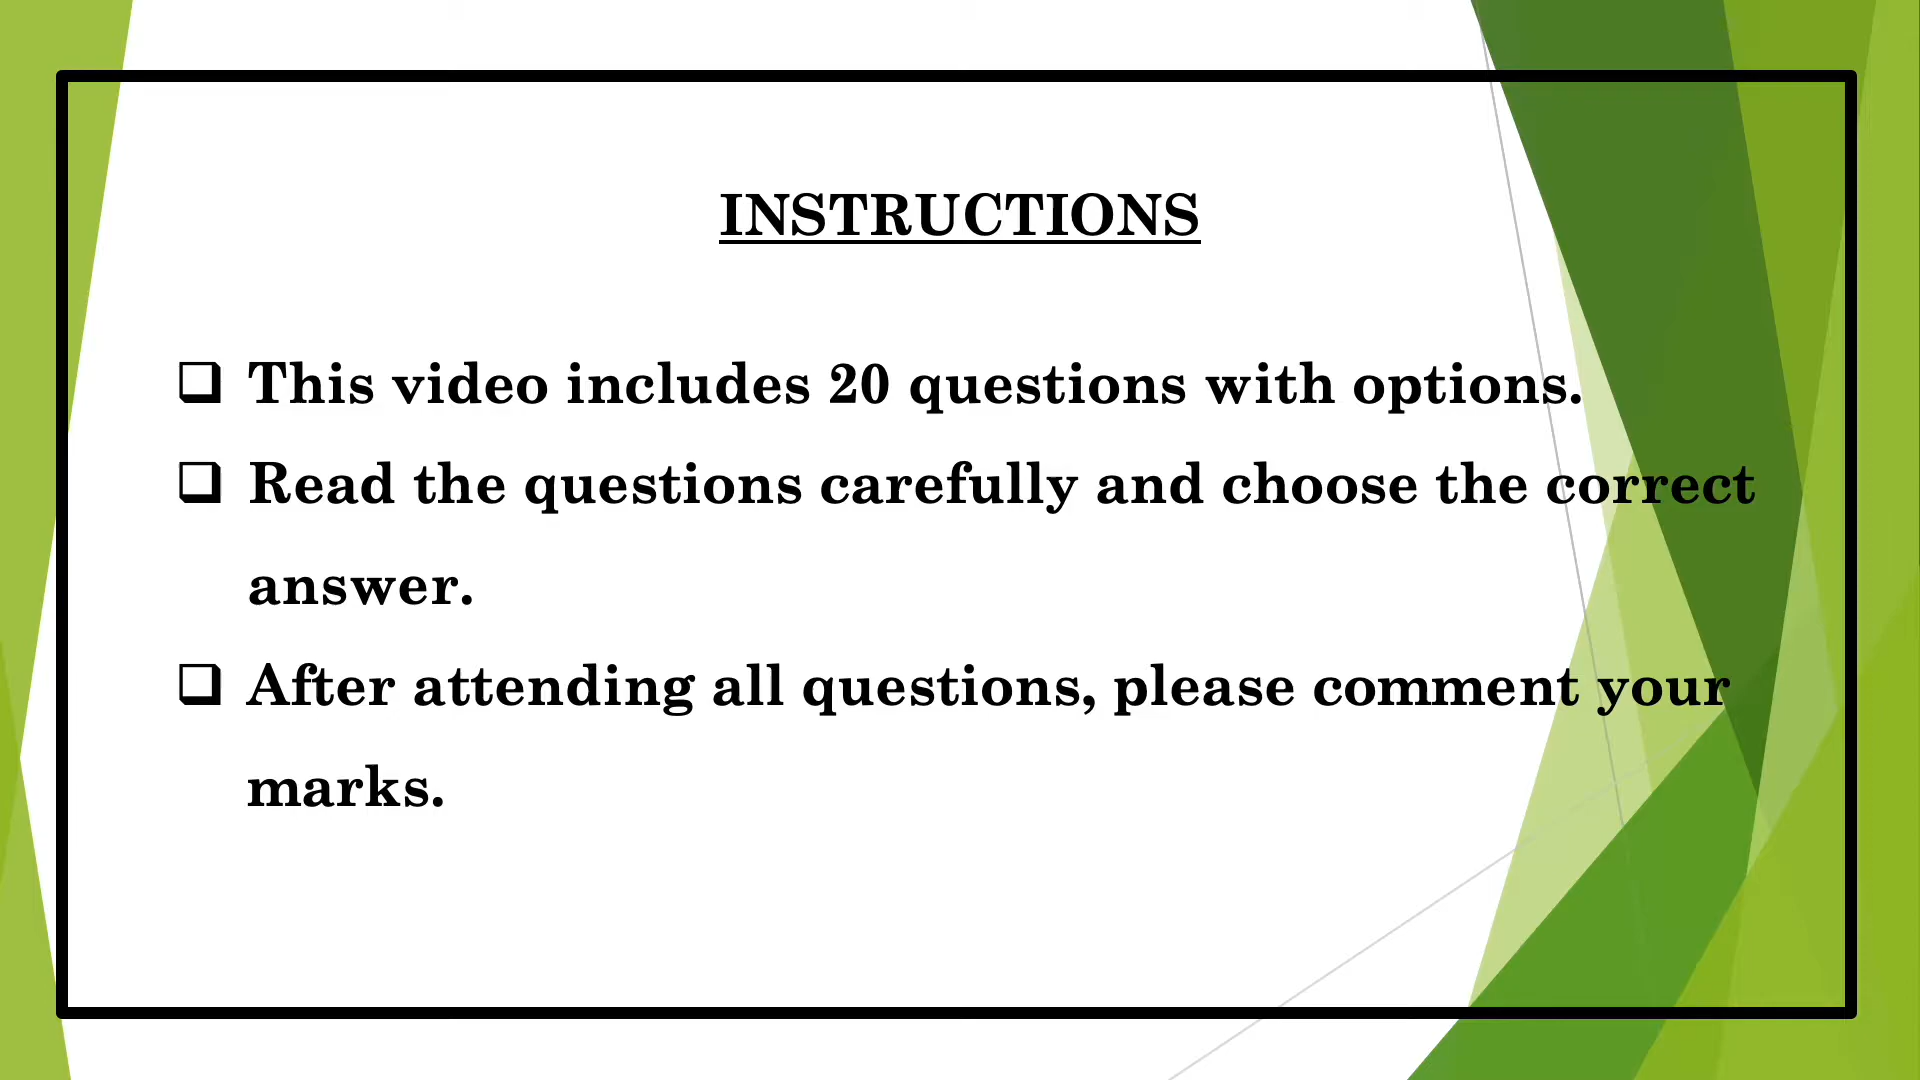 INSTRUCTIONS
❑ This video includes 20 questions with options.
❑ Read the questions carefully and choose the correct
answer.
❑ After attending all questions, please comment your
marks.